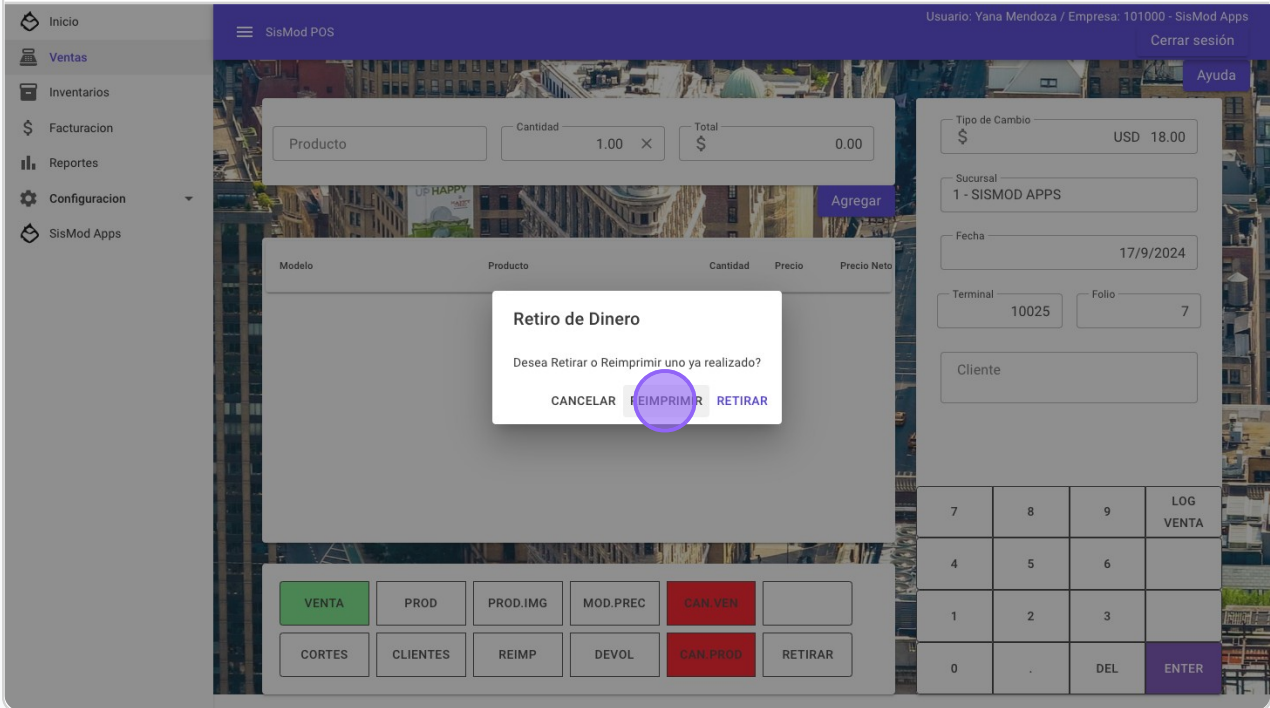 Inicio
Ventas
Inventarios
Facturacion
Reportes
Configuracion
SisMod Apps
SisMod POS
Usuario: Yana Mendoza / Empresa: 101000 - SisMod Apps
Cerrar sesión
Ayuda
Producto
Cantidad
1.00
Total
$ 0.00
UP HAPPY
Agregar
Modelo Producto Cantidad Precio Precio Neto
Retiro de Dinero
Desea Retirar o Reimprimir uno ya realizado?
CANCELAR REIMPRIMIR RETIRAR
Tipo de Cambio
$ USD 18.00
Sucursal
1 - SISMOD APPS
Fecha
17/9/2024
Terminal
10025
Folio
7
Cliente
VENTA PROD PROD.IMG MOD.PREC CAN.VEN
CORTES CLIENTES REIMP DEVOL CAN.PROD RETIRAR
7 8 9 LOG VENTA
4 5 6
1 2 3
0 . DEL ENTER